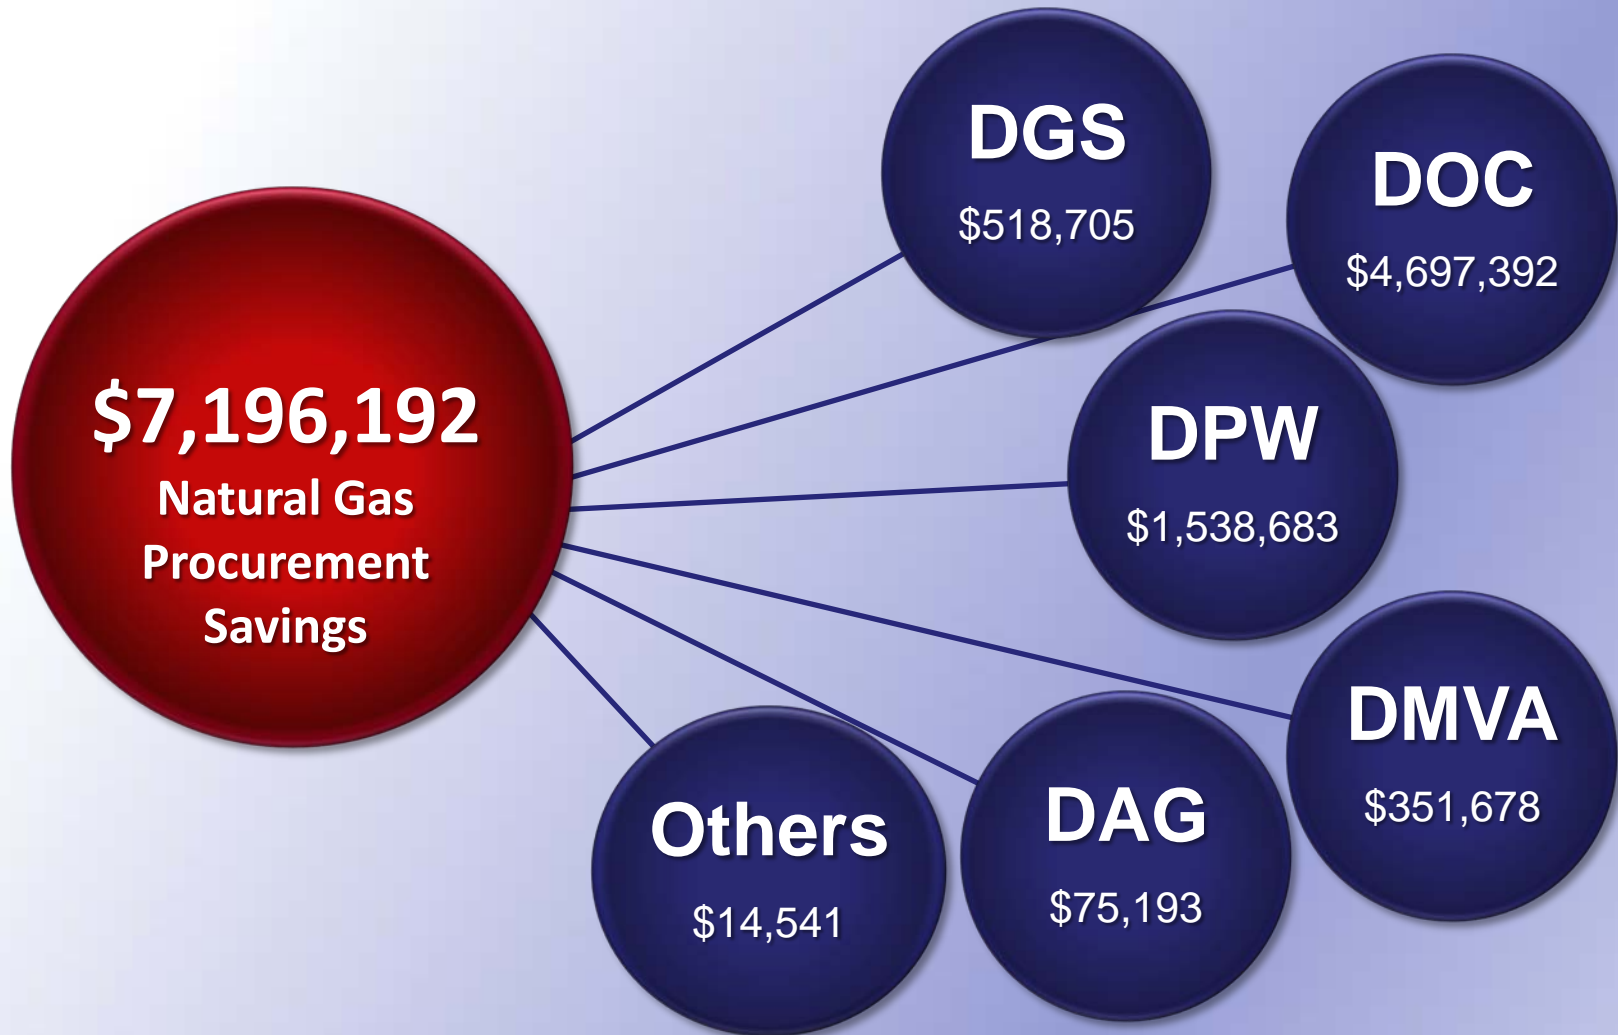 $7,196,192
Natural Gas
Procurement
Savings
DGS
$518,705
DOC
$4,697,392
DPW
$1,538,683
DMVA
$351,678
DAG
$75,193
Others
$14,541